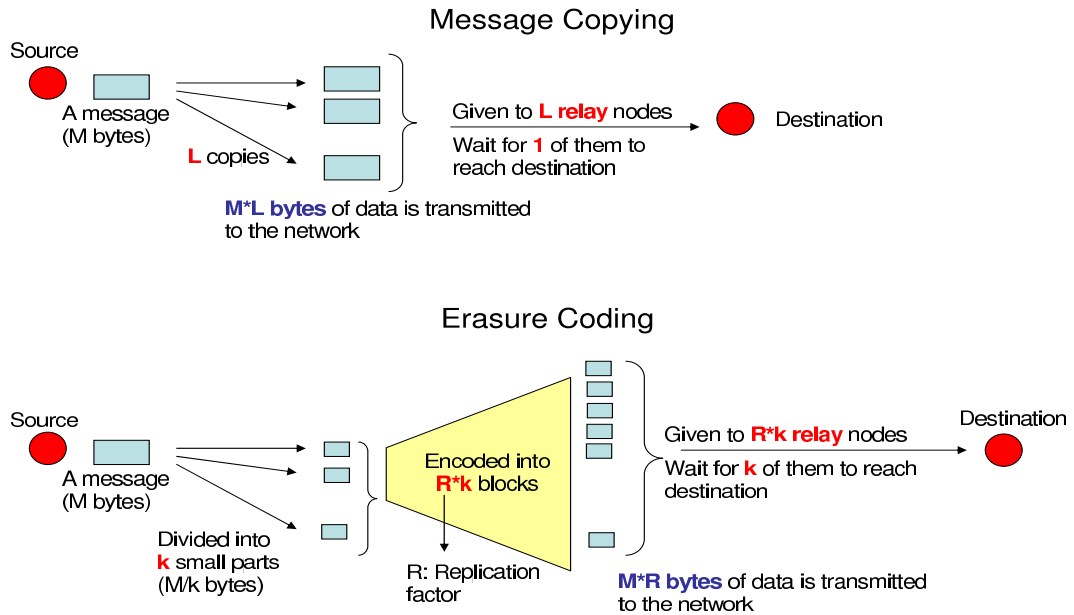 Message Copying
Source
A message
(M bytes)
L copies
M*L bytes of data is transmitted
to the network
Given to L relay nodes
Wait for 1 of them to
reach destination
Destination
Erasure Coding
Source
A message
(M bytes)
Divided into
k small parts
(M/k bytes)
Encoded into
R*k blocks
R: Replication
factor
M*R bytes of data is transmitted
to the network
Given to R*k relay nodes
Wait for k of them to reach
destination
Destination